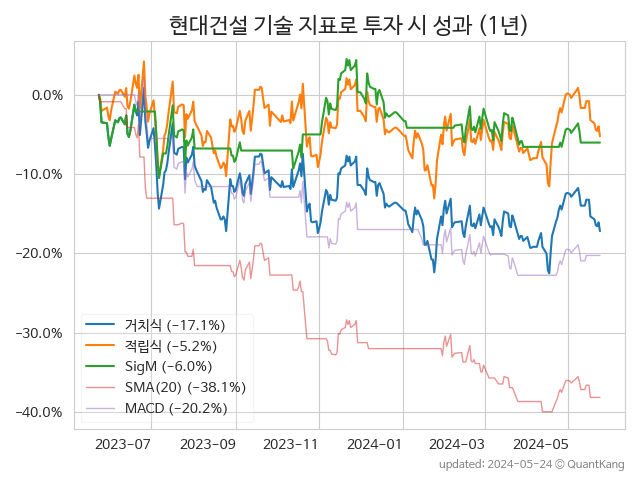 현대건설 기술 지표로 투자 시 성과 (1년)
0.0%
−10.0%
−20.0%
−30.0%
−40.0%
거치식 (−17.1%)
적립식 (−5.2%)
SigM (−6.0%)
SMA(20) (−38.1%)
MACD (−20.2%)
2023-07
2023-09
2023-11
2024-01
2024-03
2024-05
updated: 2024-05-24 © QuantKang